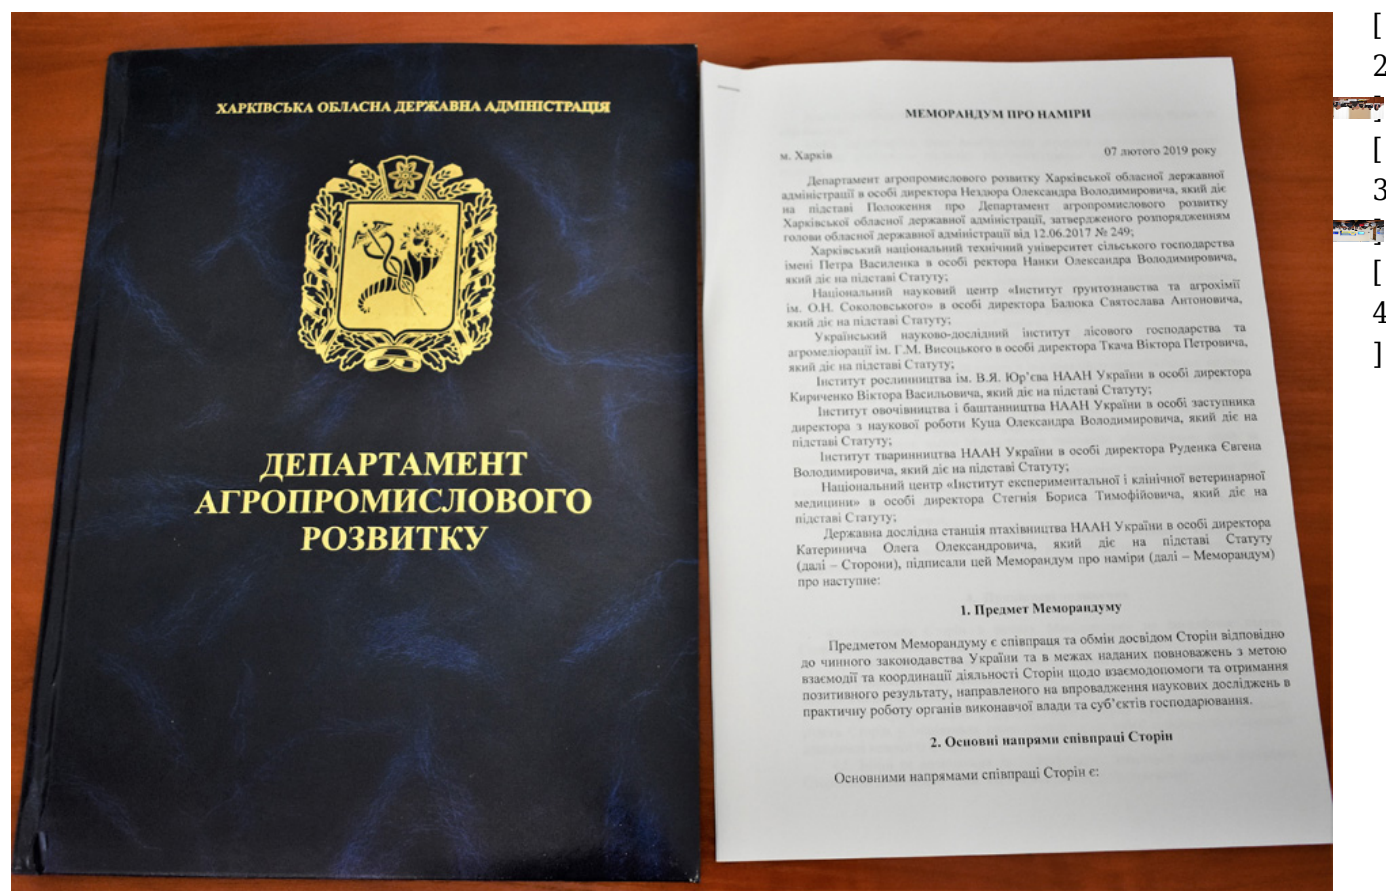 ХАРКІВСЬКА ОБЛАСНА ДЕРЖАВНА АДМІНІСТРАЦІЯ
ДЕПАРТАМЕНТ
АГРОПРОМИСЛОВОГО
РОЗВИТКУ
МЕМОРАНДУМ ПРО НАМІРИ
м. Харків 07 лютого 2019 року
Департамент агропромислового розвитку Харківської обласної державної
адміністрації в особі директора Нездюра Олександра Володимировича, який діє
на підставі Положення про Департамент агропромислового розвитку
Харківської обласної державної адміністрації, затвердженого розпорядженням
голови обласної державної адміністрації від 12.06.2017 № 249;
Харківський національний технічний університет сільського господарства
імені Петра Василенка в особі ректора Нанки Олександра Володимировича,
який діє на підставі Статуту;
Національний науковий центр «Інститут ґрунтознавства та агрохімії
ім. О.Н. Соколовського» в особі директора Балюка Святослава Антоновича,
який діє на підставі Статуту;
Український науково-дослідний інститут лісового господарства та
агромеліорації ім. Г.М. Висоцького в особі директора Ткача Віктора Петровича,
який діє на підставі Статуту;
Інститут рослинництва ім. В.Я. Юр’єва НААН України в особі директора
Кириченко Віктора Васильовича, який діє на підставі Статуту;
Інститут овочівництва і баштанництва НААН України в особі заступника
директора з наукової роботи Куца Олександра Володимировича, який діє на
підставі Статуту;
Інститут тваринництва НААН України в особі директора Руденка Євгена
Володимировича, який діє на підставі Статуту;
Національний центр «Інститут експериментальної і клінічної ветеринарної
медицини» в особі директора Стегнія Бориса Тимофійовича, який діє на
підставі Статуту;
Державна дослідна станція птахівництва НААН України в особі директора
Катеринича Олега Олександровича, який діє на підставі Статуту
(далі – Сторони), підписали цей Меморандум про наміри (далі – Меморандум)
про наступне:
1. Предмет Меморандуму
Предметом Меморандуму є співпраця та обмін досвідом Сторін відповідно
до чинного законодавства України та в межах наданих повноважень з метою
взаємодії та координації діяльності Сторін щодо взаємодопомоги та отримання
позитивного результату, направленого на впровадження наукових досліджень в
практичну роботу органів виконавчої влади та суб’єктів господарювання.
2. Основні напрями співпраці Сторін
Основними напрямами співпраці Сторін є:
[
2
]
[
3
]
[
4
]